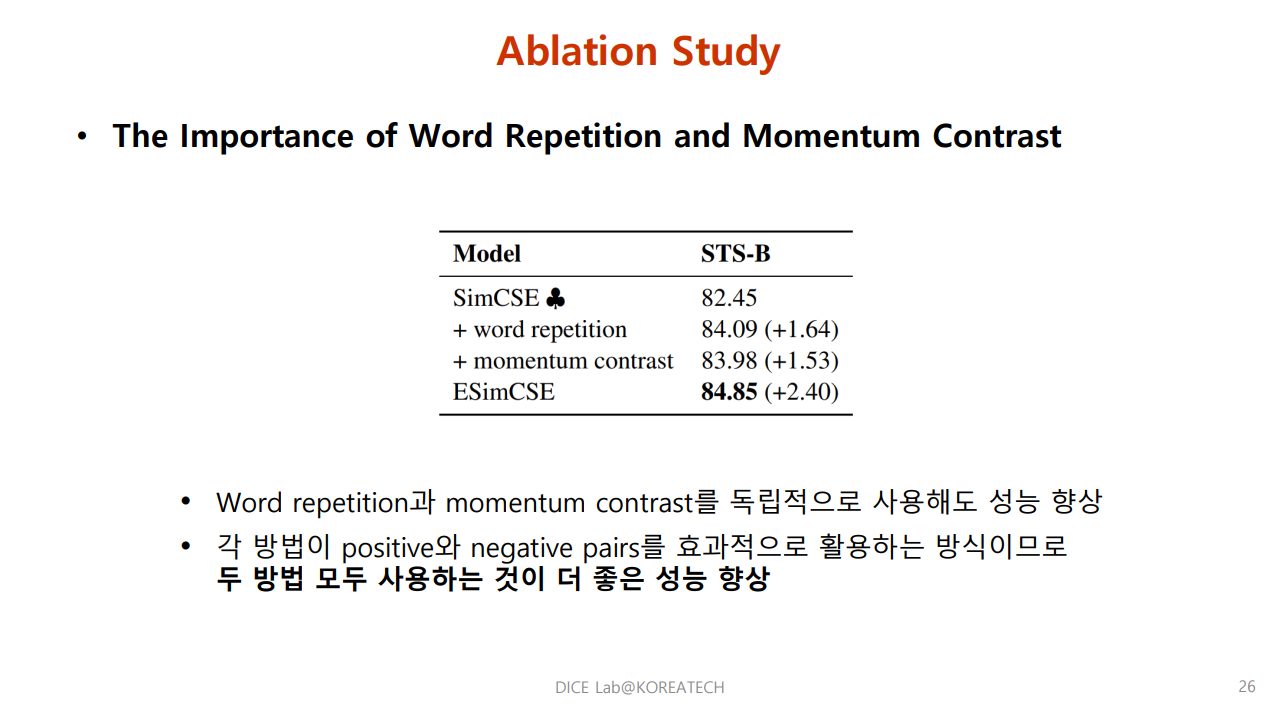 Ablation Study
• The Importance of Word Repetition and Momentum Contrast
Model STS-B
SimCSE ♣ 82.45
+ word repetition 84.09 (+1.64)
+ momentum contrast 83.98 (+1.53)
ESimCSE 84.85 (+2.40)
• Word repetition과 momentum contrast를 독립적으로 사용해도 성능 향상
• 각 방법이 positive와 negative pairs를 효과적으로 활용하는 방식이므로
두 방법 모두 사용하는 것이 더 좋은 성능 향상
DICE Lab@KOREATECH
26